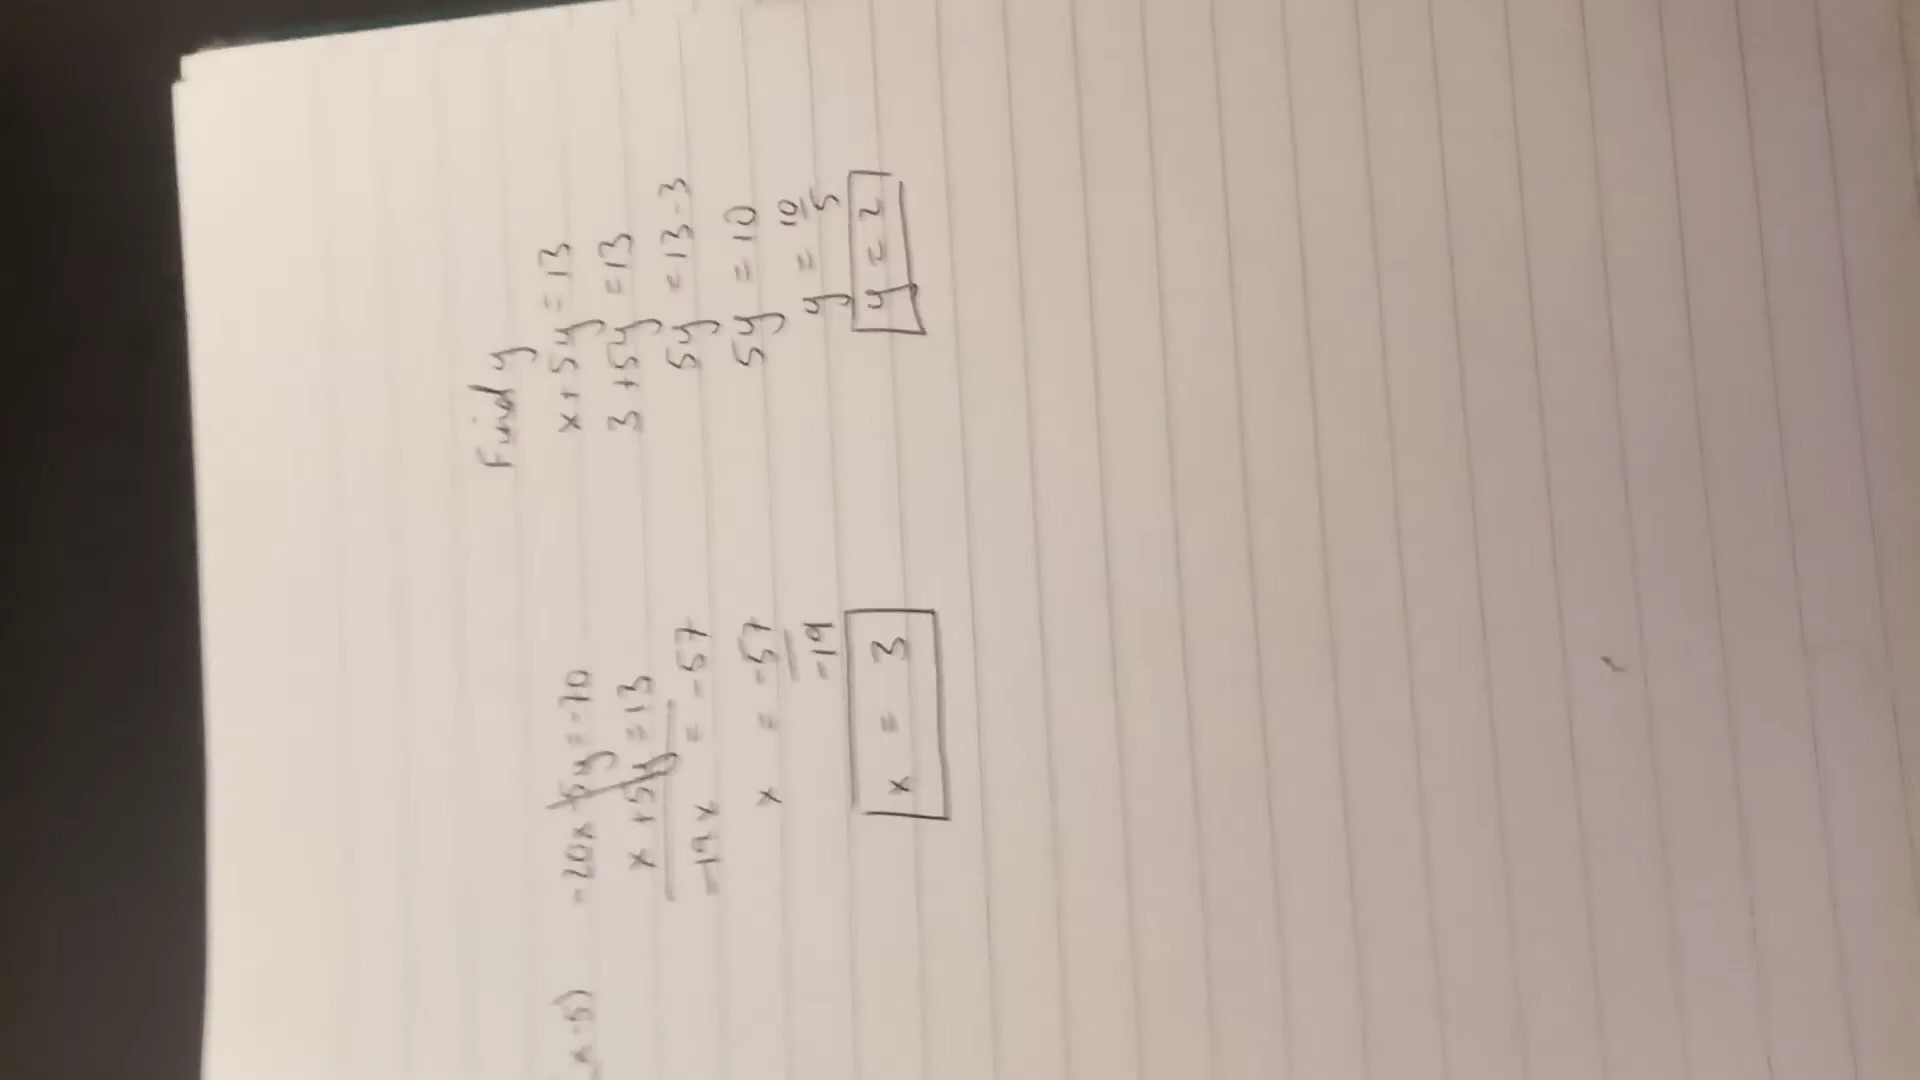 (x-5)
-20x -5y = -70
x + 5y = 13
-19x = -57
x = -57
-19
x = 3
Find y
x + 5y = 13
3 + 5y = 13
5y = 13 - 3
5y = 10
y = 10
5
y = 2